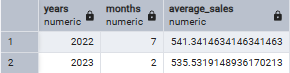 years months average_sales
numeric numeric numeric
1 2022 7 541.3414634146341463
2 2023 2 535.5319148936170213